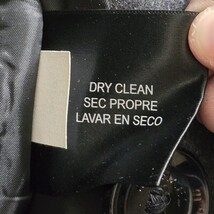 DRY CLEAN
SEC PROPRE
LAVAR EN SECO